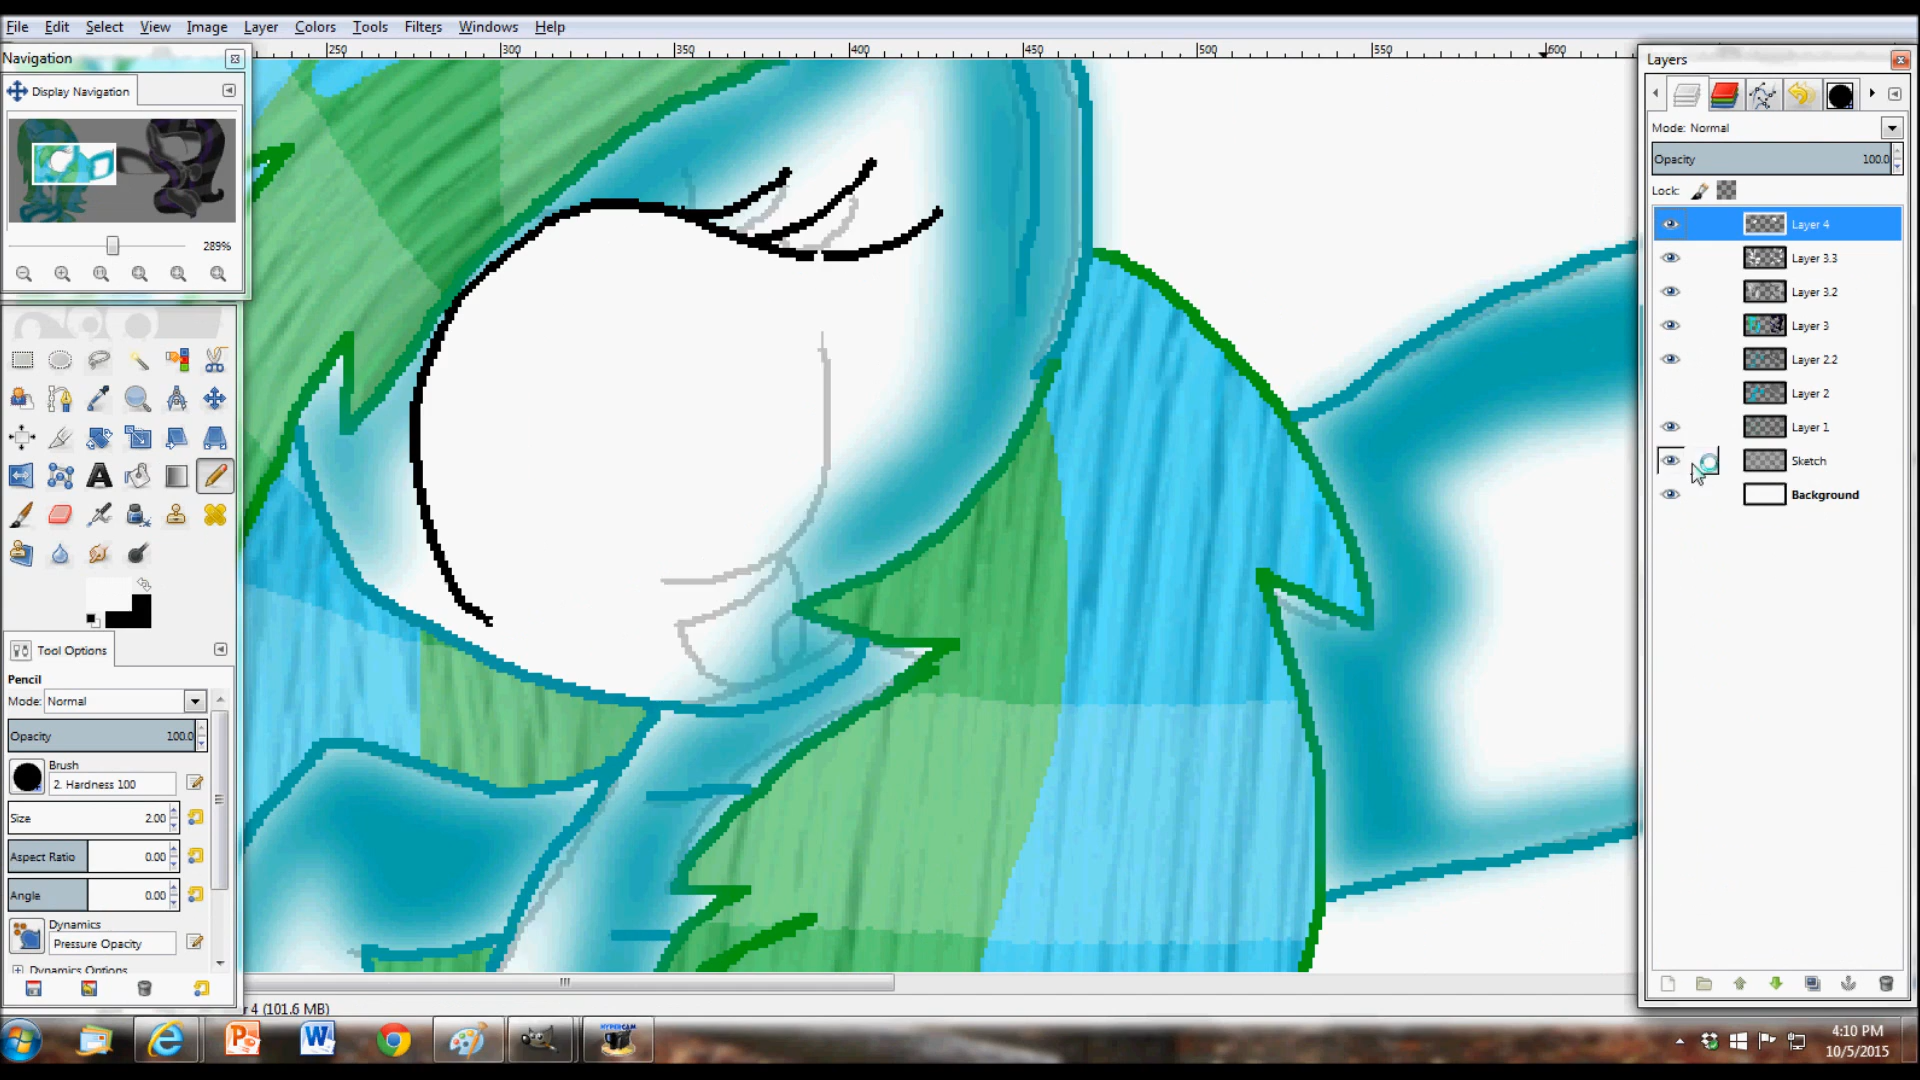 File Edit Select View Image Layer Colors Tools Filters Windows Help
Navigation
Display Navigation
289%
250 300 350 400 450 500 550 600
Layers
Mode: Normal
Opacity 100.0
Lock:
Layer 4
Layer 3.3
Layer 3.2
Layer 3
Layer 2.2
Layer 2
Layer 1
Sketch
Background
Tool Options
Pencil
Mode: Normal
Opacity 100.0
Brush
2. Hardness 100
Size 2.00
Aspect Ratio 0.00
Angle 0.00
Dynamics
Pressure Opacity
Dynamics Options
r 4 (101.6 MB)
HYPERCAM
4:10 PM
10/5/2015